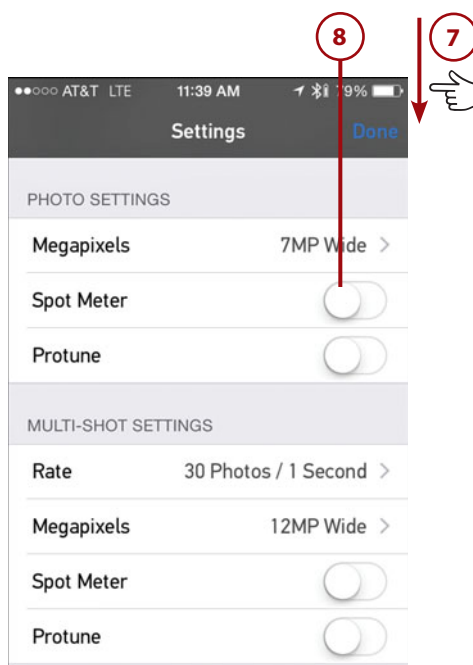 8 7
●●○○○ AT&T LTE 11:39 AM 79%
Settings Done
PHOTO SETTINGS
Megapixels 7MP Wide >
Spot Meter
Protune
MULTI-SHOT SETTINGS
Rate 30 Photos / 1 Second >
Megapixels 12MP Wide >
Spot Meter
Protune